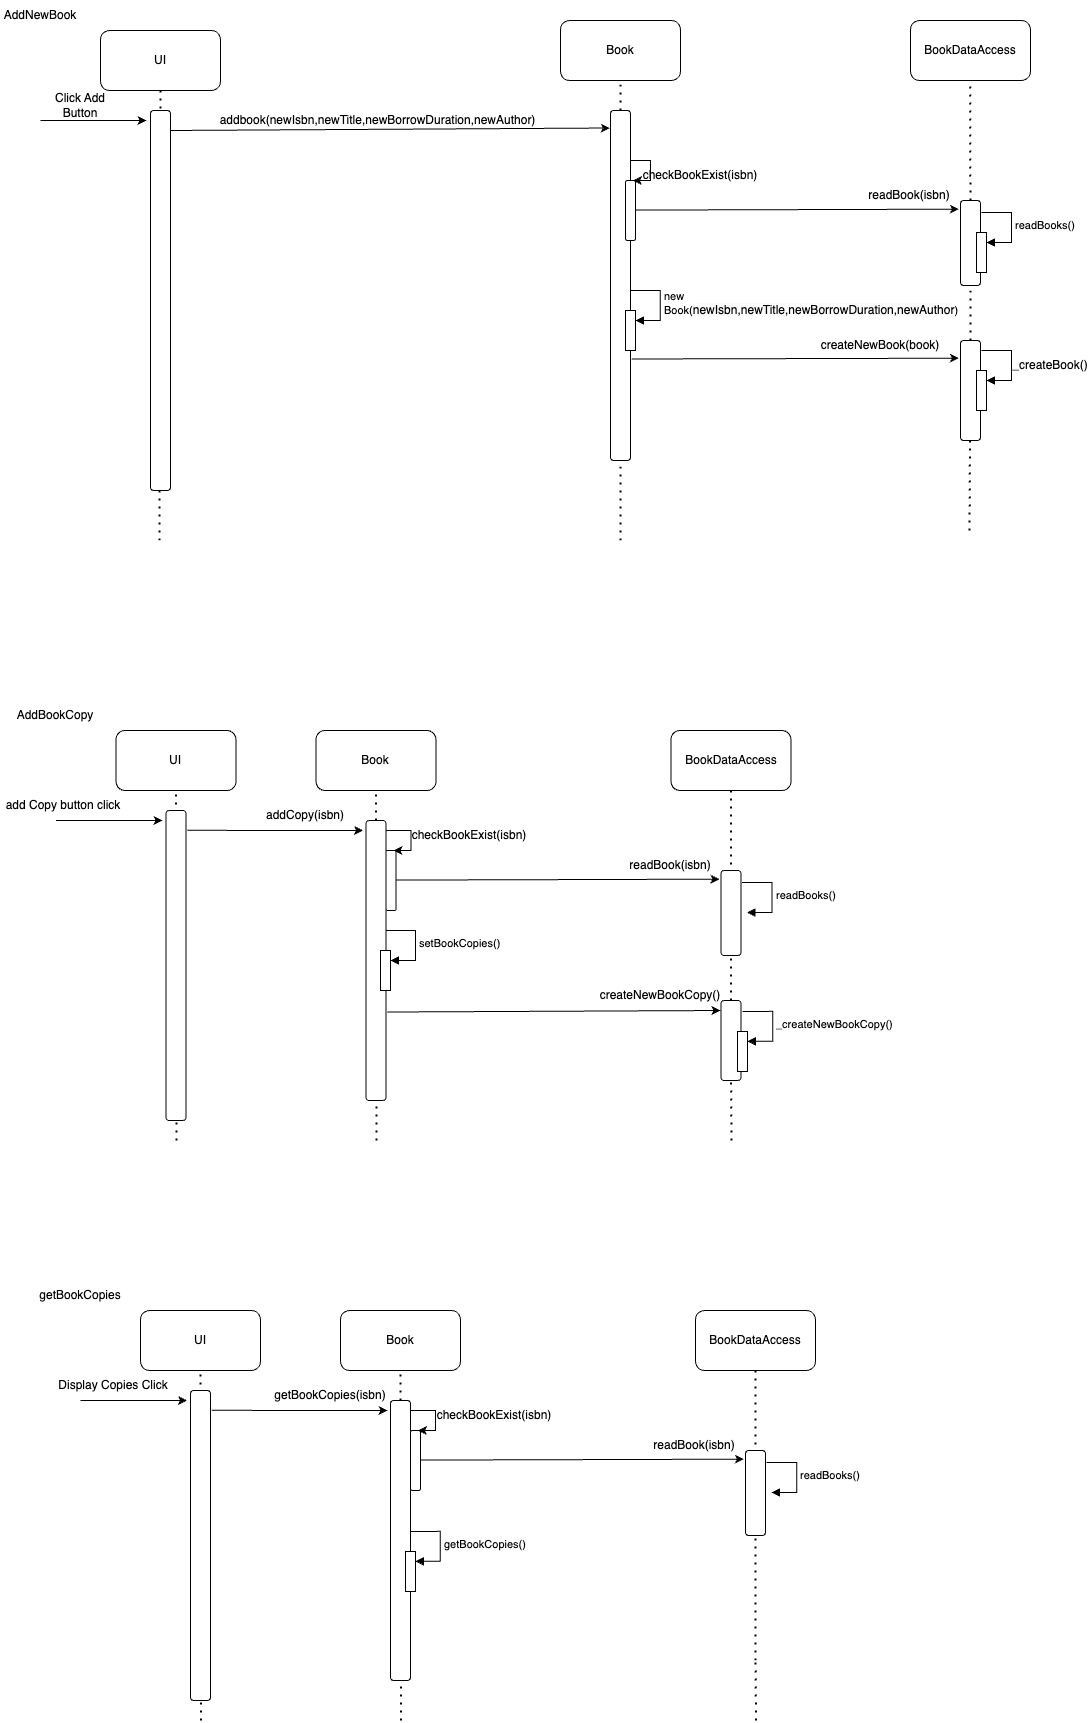 AddNewBook
UI
Book
BookDataAccess
Click Add
Button
addbook(newIsbn,newTitle,newBorrowDuration,newAuthor)
checkBookExist(isbn)
readBook(isbn)
readBooks()
new
Book(newIsbn,newTitle,newBorrowDuration,newAuthor)
createNewBook(book)
_createBook()
AddBookCopy
UI
Book
BookDataAccess
add Copy button click
addCopy(isbn)
checkBookExist(isbn)
readBook(isbn)
readBooks()
setBookCopies()
createNewBookCopy()
_createNewBookCopy()
getBookCopies
UI
Book
BookDataAccess
Display Copies Click
getBookCopies(isbn)
checkBookExist(isbn)
readBook(isbn)
readBooks()
getBookCopies()